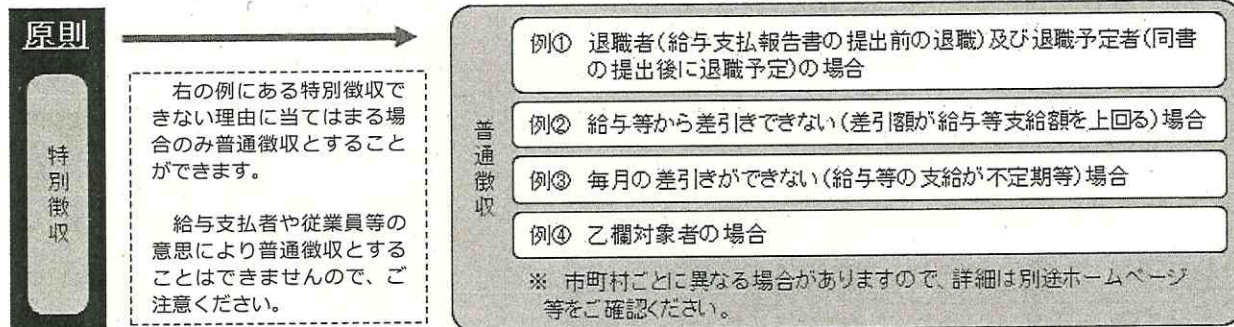 原則
特別徴収
右の例にある特別徴収で
きない理由に当てはまる場
合のみ普通徴収とすること
ができます。
給与支払者や従業員等の
意思により普通徴収とする
ことはできませんので、ご
注意ください。
普通徴収
例① 退職者(給与支払報告書の提出前の退職)及び退職予定者(同書
の提出後に退職予定)の場合
例② 給与等から差引きできない(差引額が給与等支給額を上回る)場合
例③ 毎月の差引きができない(給与等の支給が不定期等)場合
例④ 乙欄対象者の場合
※ 市町村ごとに異なる場合がありますので、詳細は別途ホームページ
等をご確認ください。